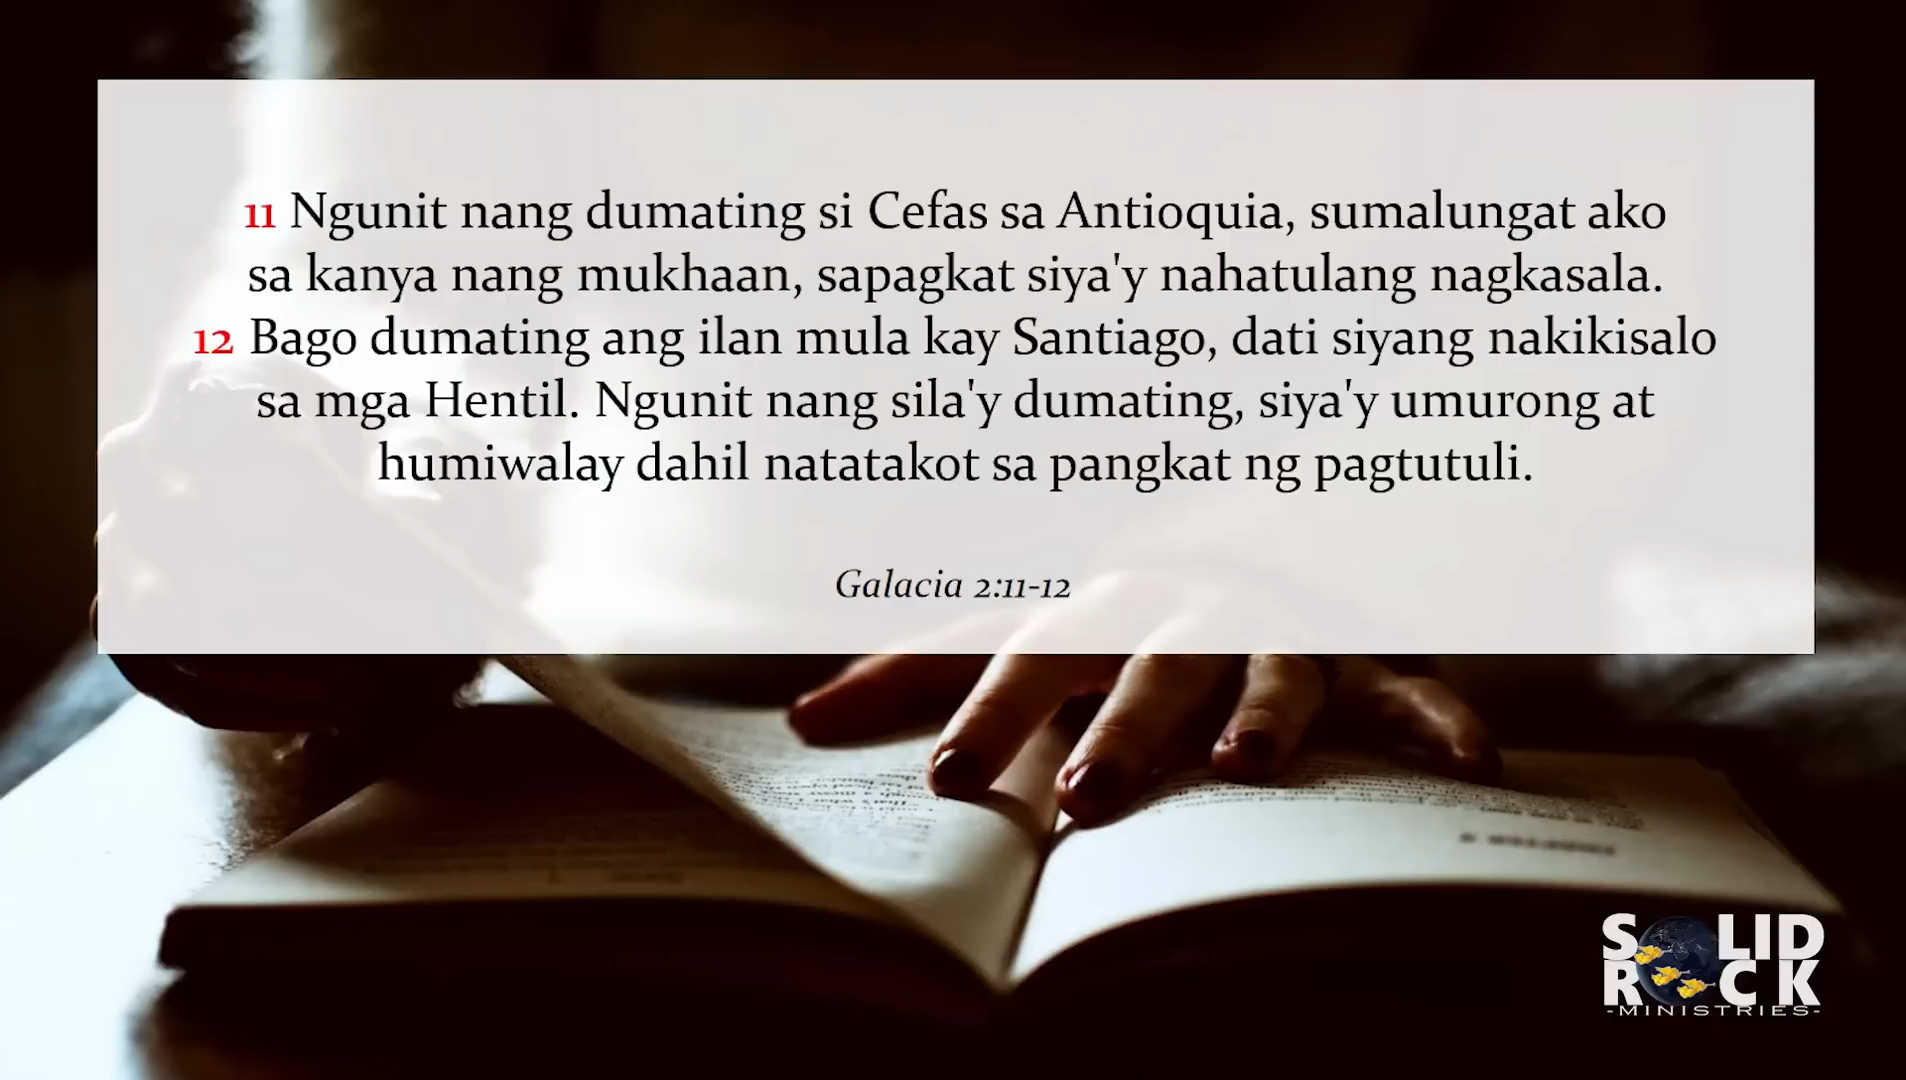 11 Ngunit nang dumating si Cefas sa Antioquia, sumalungat ako
sa kanya nang mukhaan, sapagkat siya'y nahatulang nagkasala.
12 Bago dumating ang ilan mula kay Santiago, dati siyang nakikisalo
sa mga Hentil. Ngunit nang sila'y dumating, siya'y umurong at
humiwalay dahil natatakot sa pangkat ng pagtutuli.
Galacia 2:11-12
SOLID
ROCK
-MINISTRIES-